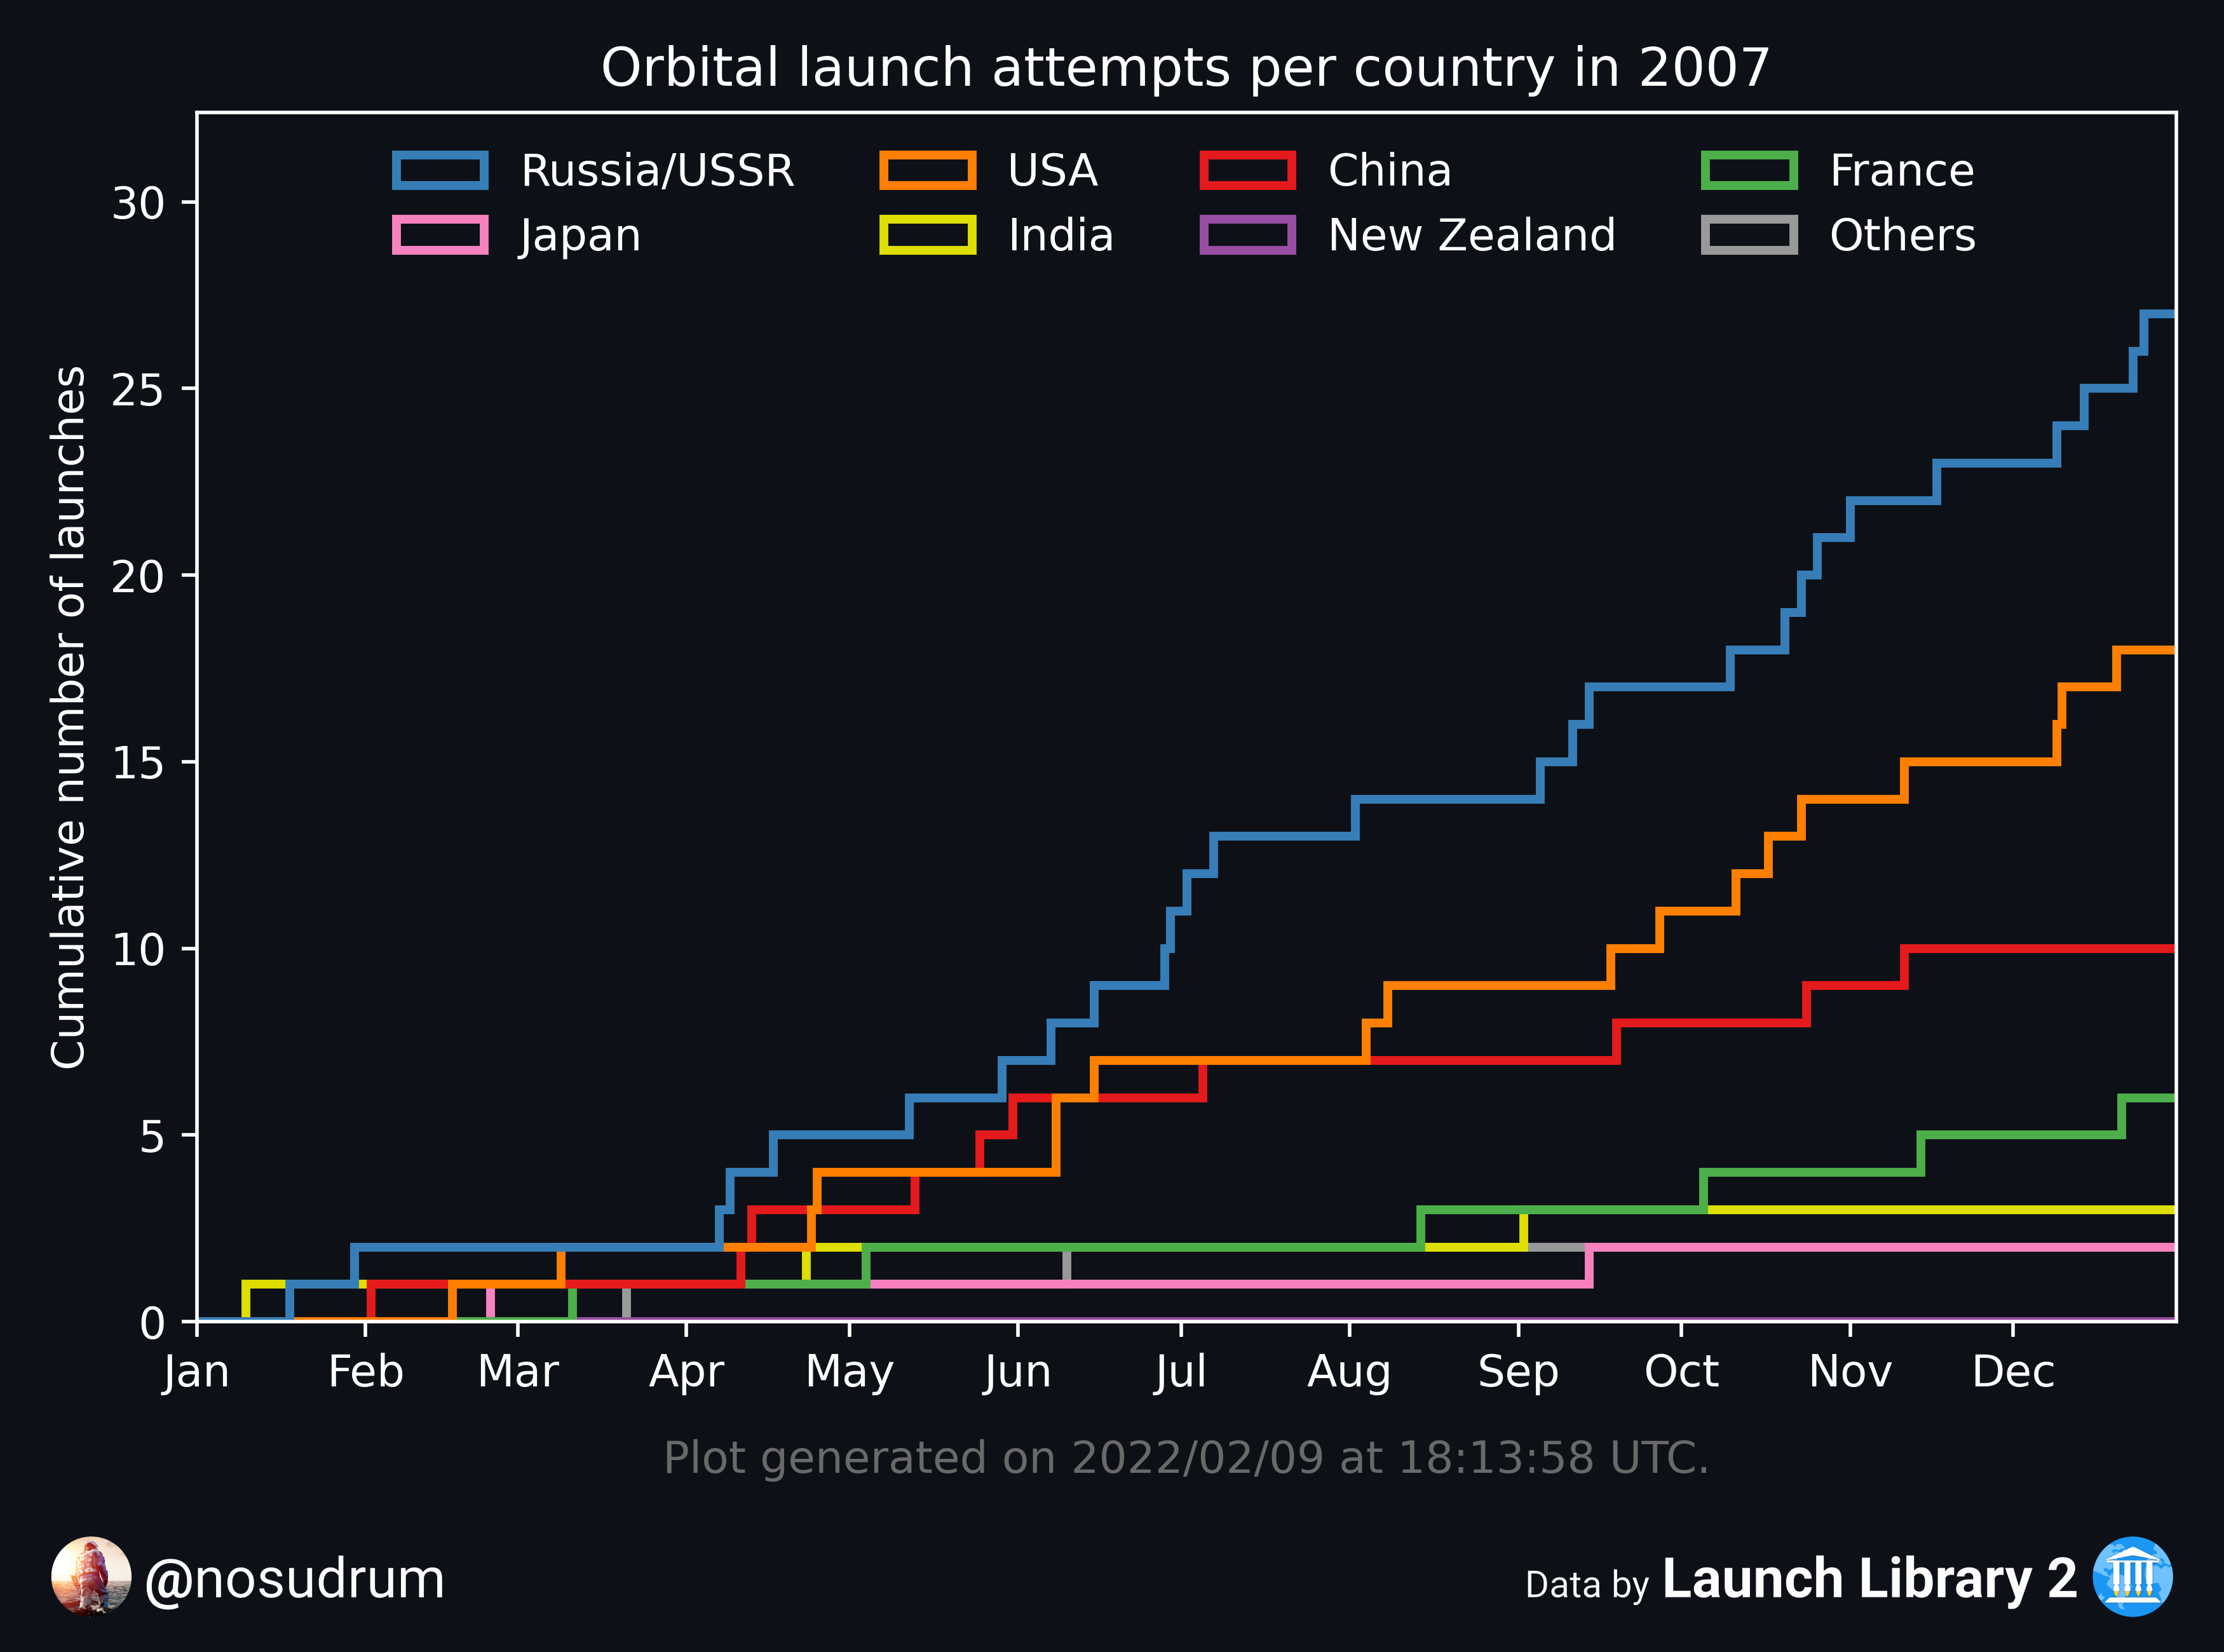 Orbital launch attempts per country in 2007
Russia/USSR USA China France
Japan India New Zealand Others
Cumulative number of launches
30
25
20
15
10
5
0
Jan Feb Mar Apr May Jun Jul Aug Sep Oct Nov Dec
Plot generated on 2022/02/09 at 18:13:58 UTC.
@nosudrum
Data by Launch Library 2